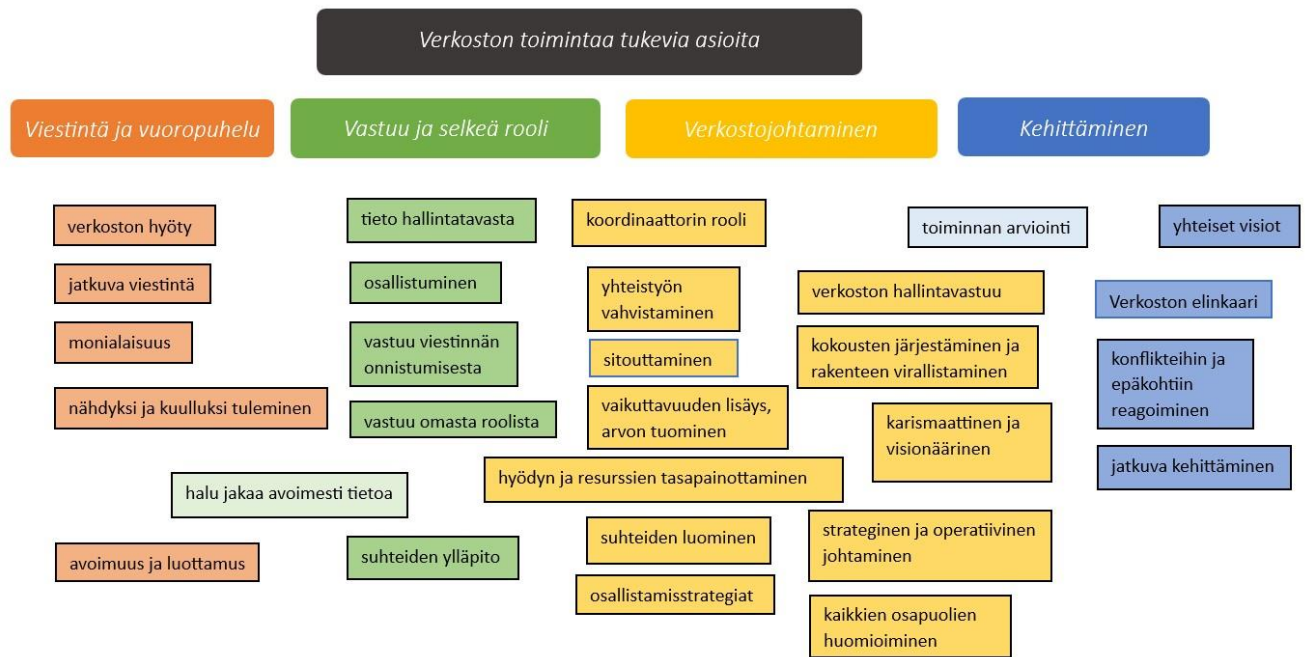 Verkoston toimintaa tukevia asioita
Viestintä ja vuoropuhelu
Vastuu ja selkeä rooli
Verkostojohtaminen
Kehittäminen
verkoston hyöty
jatkuva viestintä
monialaisuus
nähdyksi ja kuulluksi tuleminen
halu jakaa avoimesti tietoa
avoimuus ja luottamus
tieto hallintatavasta
osallistuminen
vastuu viestinnän
onnistumisesta
vastuu omasta roolista
suhteiden ylläpito
koordinaattorin rooli
yhteistyön
vahvistaminen
sitouttaminen
vaikuttavuuden lisäys,
arvon tuominen
hyödyn ja resurssien tasapainottaminen
suhteiden luominen
osallistamisstrategiat
verkoston hallintavastuu
kokousten järjestäminen ja
rakenteen virallistaminen
karismaattinen ja
visionäärinen
strateginen ja operatiivinen
johtaminen
kaikkien osapuolien
huomioiminen
toiminnan arviointi
yhteiset visiot
Verkoston elinkaari
konflikteihin ja
epäkohtiin
reagoiminen
jatkuva kehittäminen